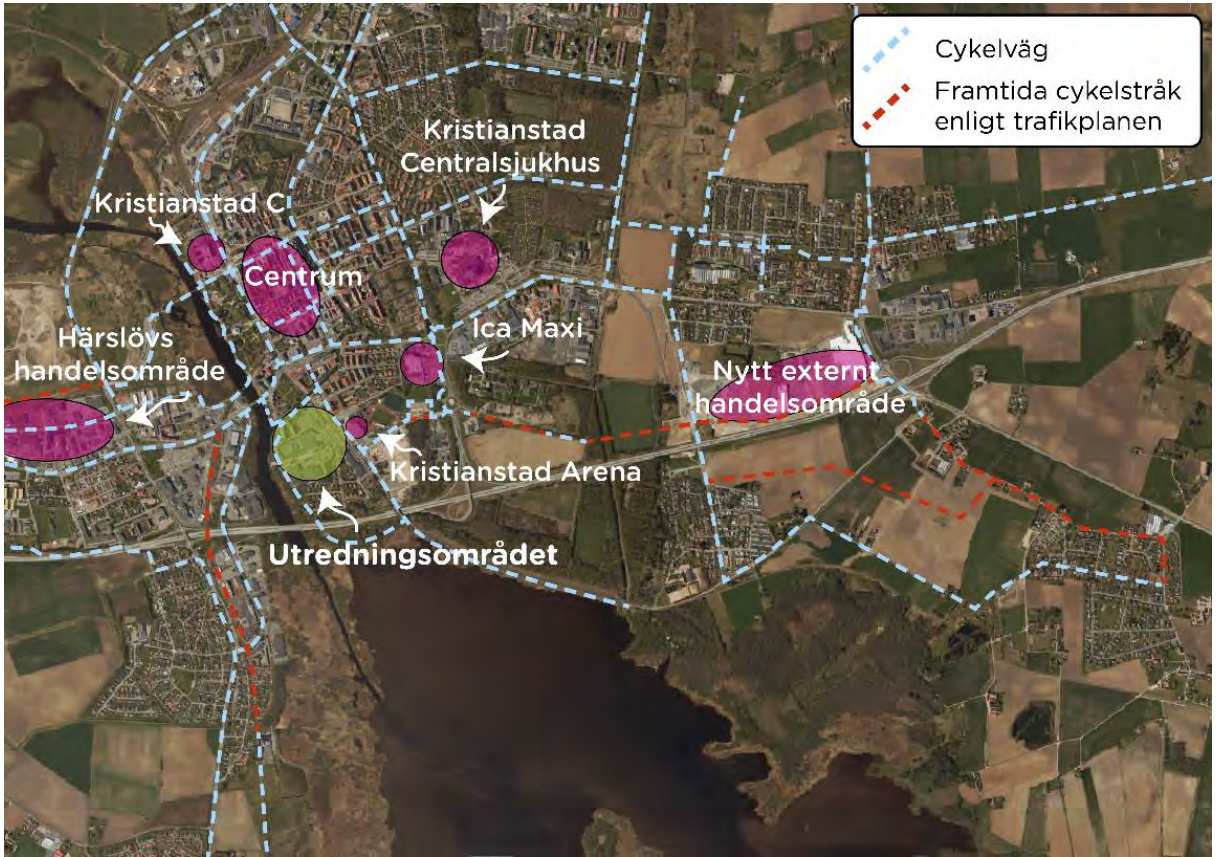 Cykelväg
Framtida cykelstråk
enligt trafikplanen
Kristianstad
Centralsjukhus
Kristianstad C
Centrum
Härslövs
handelsområde
Ica Maxi
Nytt externt
handelsområde
Kristianstad Arena
Utredningsområdet